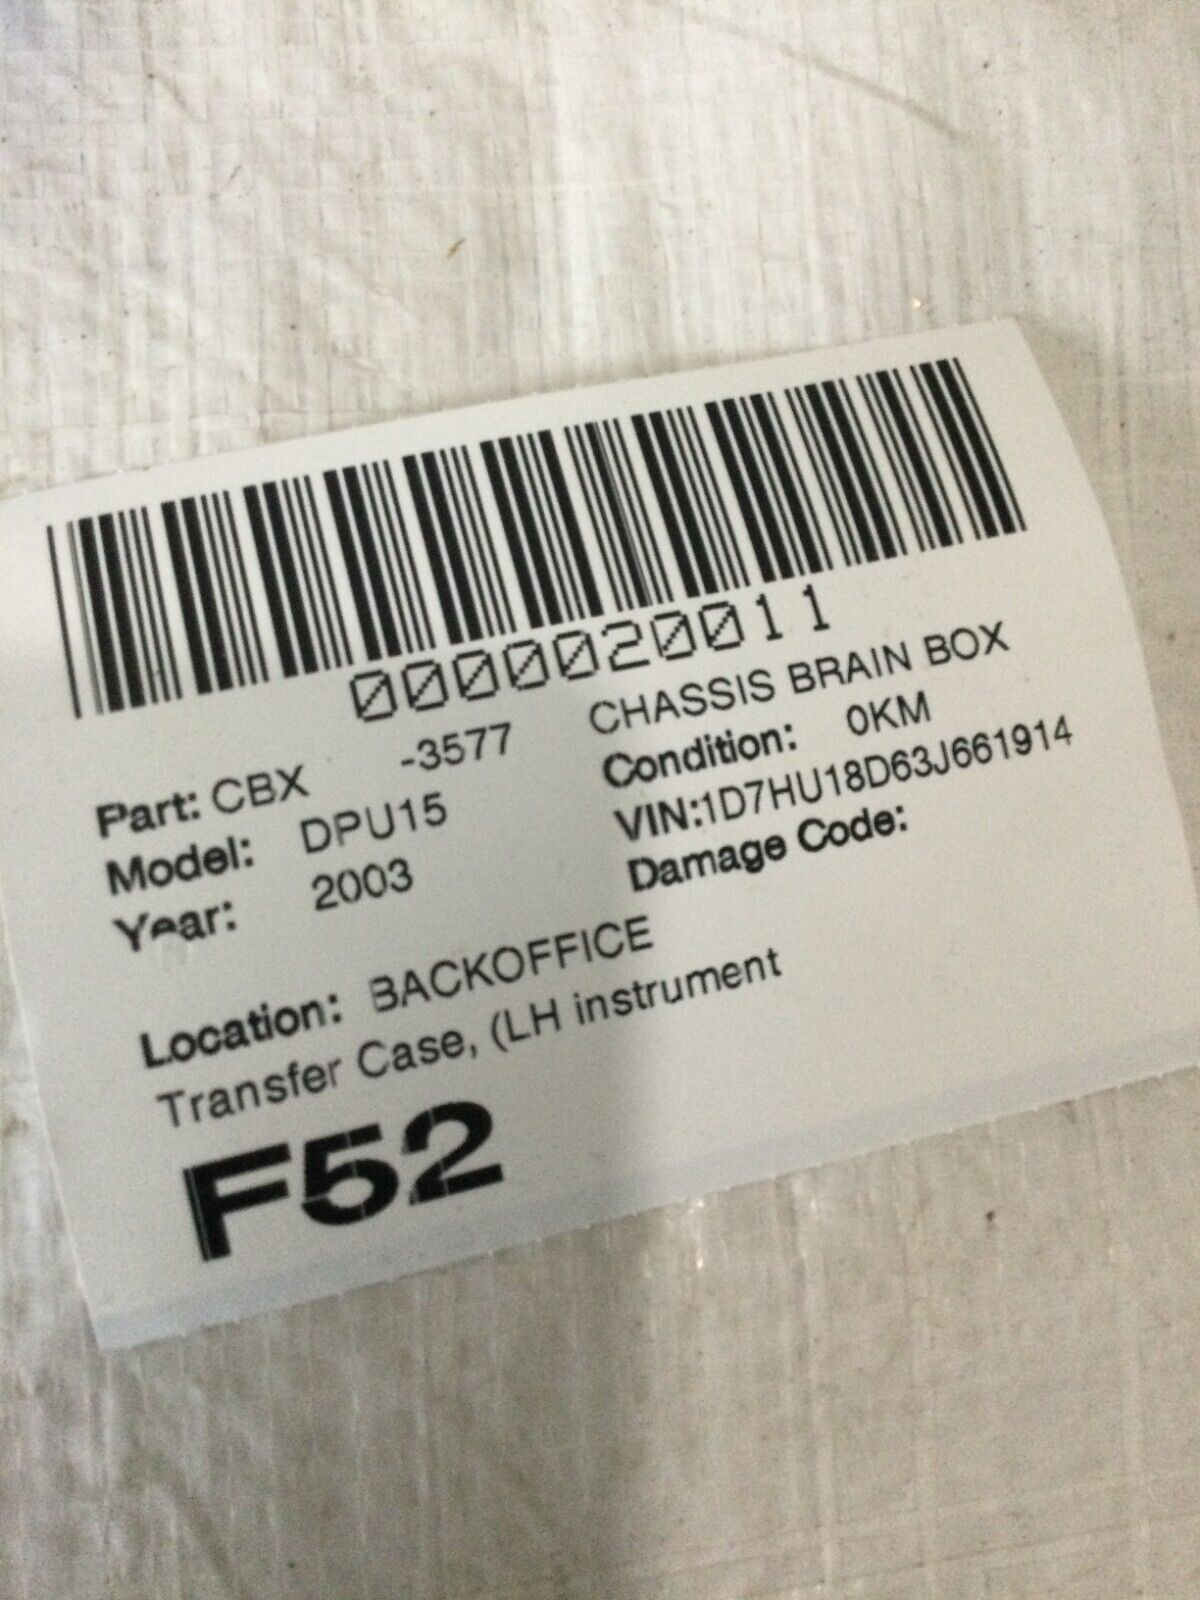 0000020011
Part: CBX -3577 CHASSIS BRAIN BOX
Model: DPU15 Condition: 0KM
Year: 2003 VIN:1D7HU18D63J661914
Damage Code:
Location: BACKOFFICE
Transfer Case, (LH instrument
F52